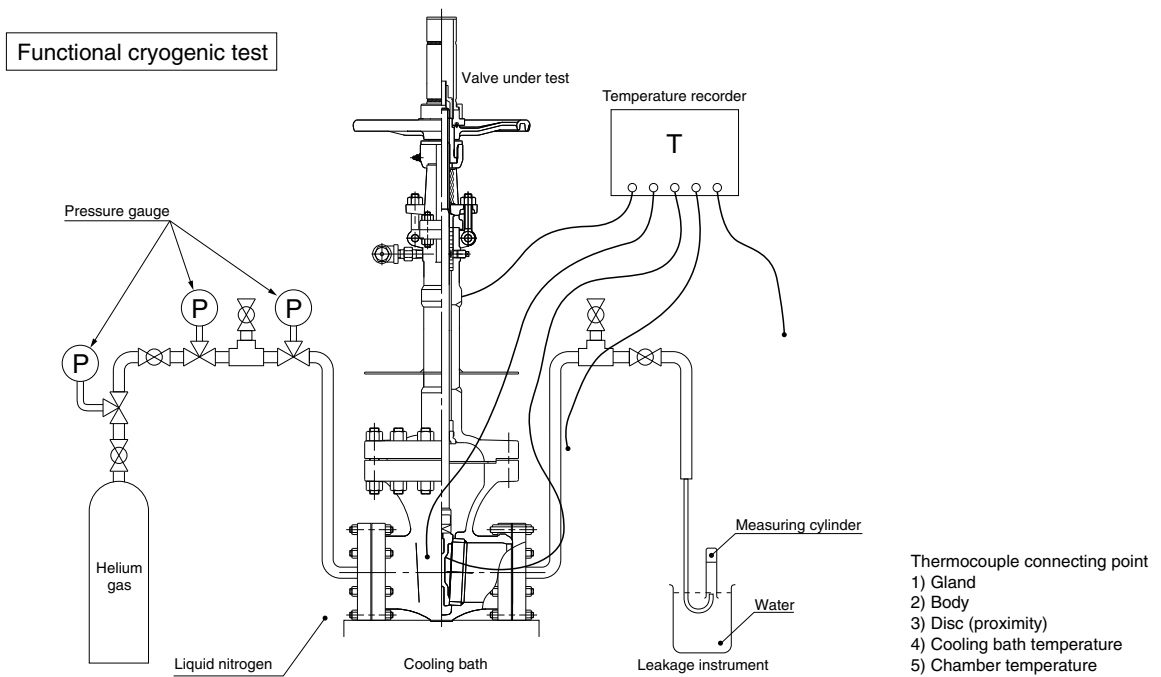 Functional cryogenic test
Valve under test
Temperature recorder
T
Pressure gauge
P
P
P
Helium
gas
Measuring cylinder
Water
Liquid nitrogen
Cooling bath
Leakage instrument
Thermocouple connecting point
1) Gland
2) Body
3) Disc (proximity)
4) Cooling bath temperature
5) Chamber temperature